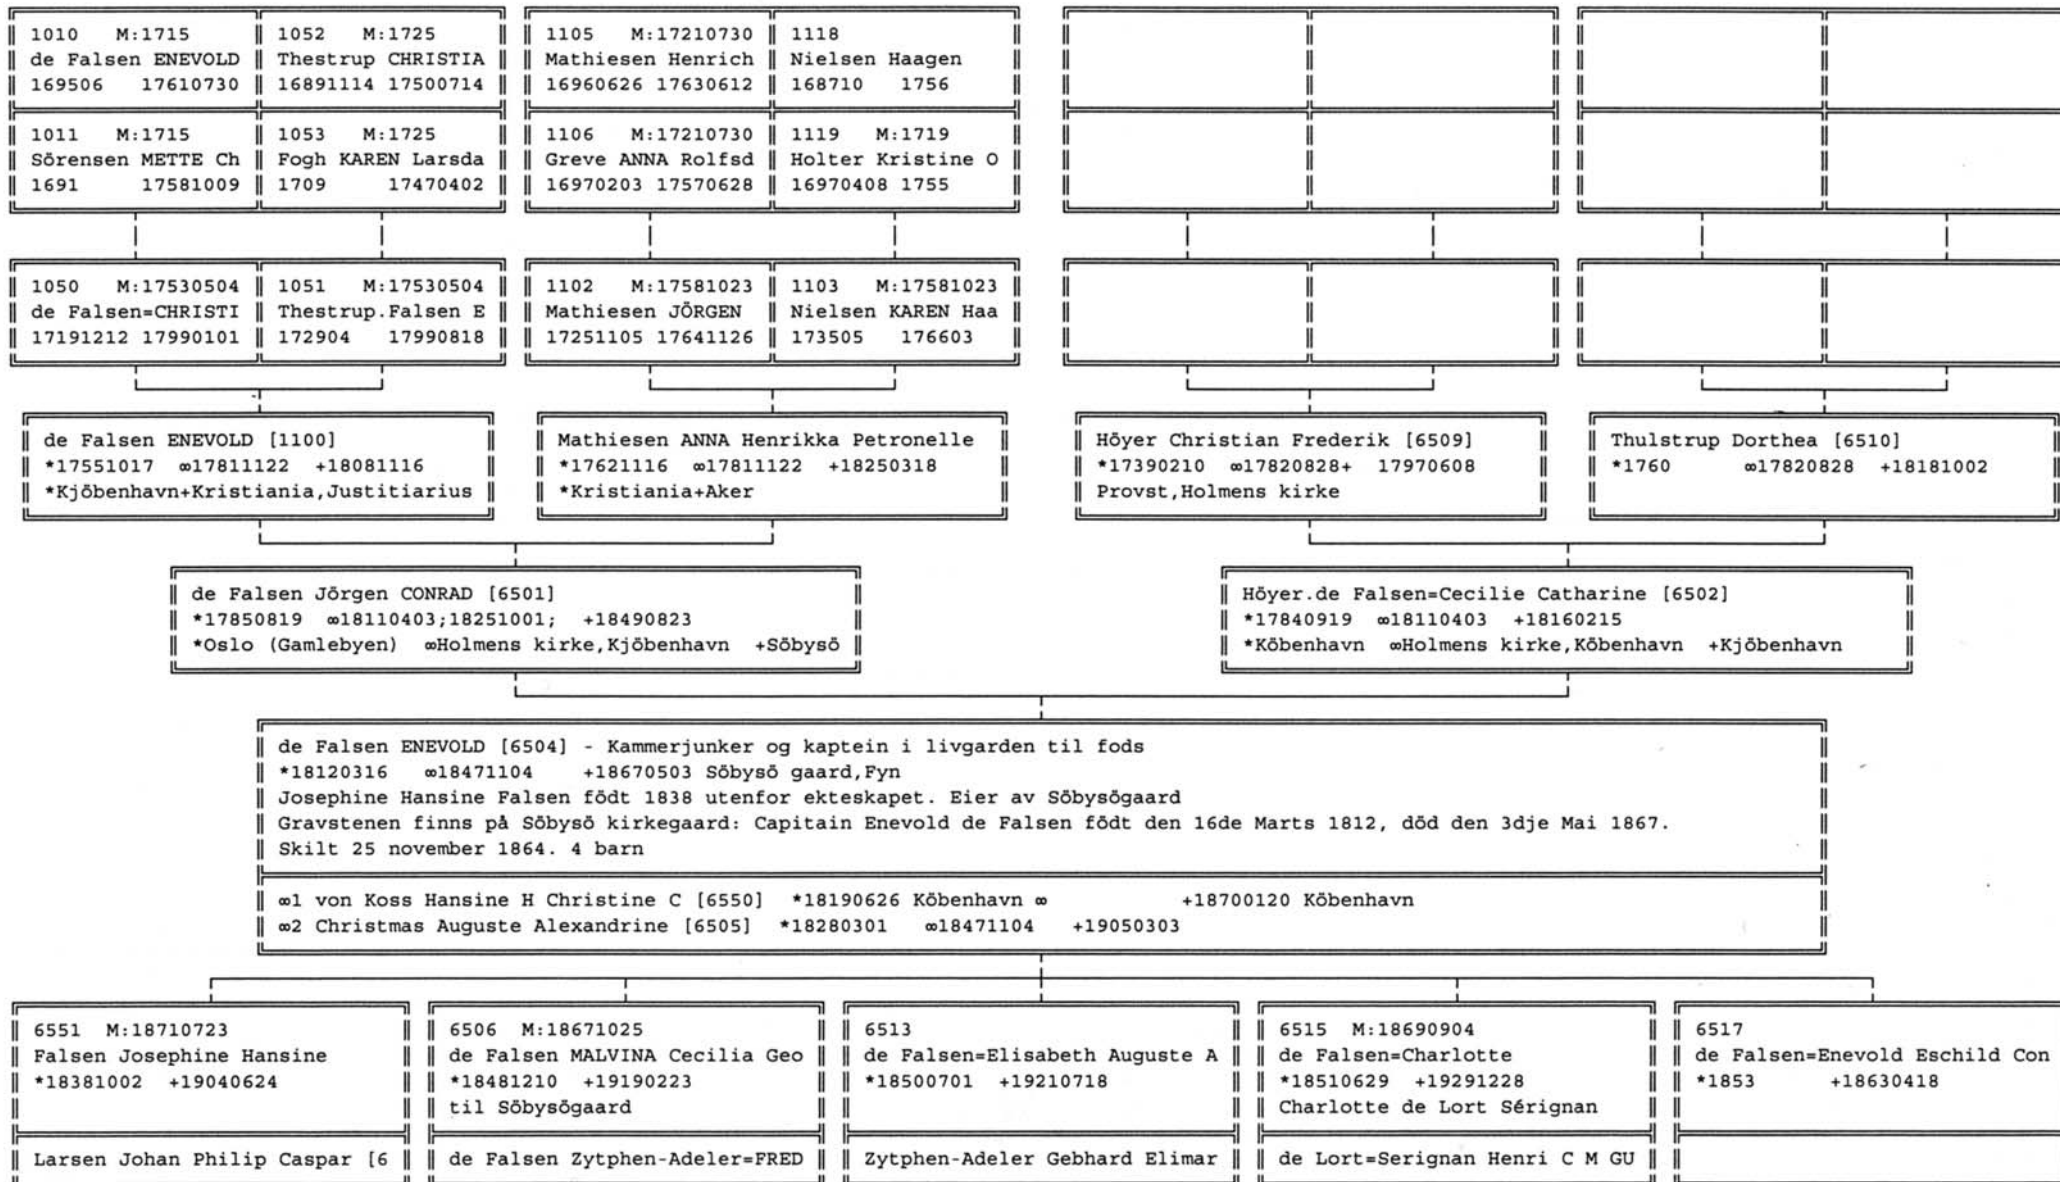 1010 M:1715
de Falsen ENEVOLD
169506 17610730
1052 M:1725
Thestrup CHRISTIA
16891114 17500714
1105 M:17210730
Mathiesen Henrich
16960626 17630612
1118
Nielsen Haagen
168710 1756
1011 M:1715
Sörensen METTE Ch
1691 17581009
1053 M:1725
Fogh KAREN Larsda
1709 17470402
1106 M:17210730
Greve ANNA Rolfsd
16970203 17570628
1119 M:1719
Holter Kristine O
16970408 1755
1050 M:17530504
de Falsen=CHRISTI
17191212 17990101
1051 M:17530504
Thestrup.Falsen E
172904 17990818
1102 M:17581023
Mathiesen JÖRGEN
17251105 17641126
1103 M:17581023
Nielsen KAREN Haa
173505 176603
de Falsen ENEVOLD [1100]
*17551017 ∞17811122 +18081116
*Kjöbenhavn+Kristiania,Justitiarius
Mathiesen ANNA Henrikka Petronelle
*17621116 ∞17811122 +18250318
*Kristiania+Aker
Höyer Christian Frederik [6509]
*17390210 ∞17820828+ 17970608
Provst,Holmens kirke
Thulstrup Dorthea [6510]
*1760 ∞17820828 +18181002
de Falsen Jörgen CONRAD [6501]
*17850819 ∞18110403;18251001; +18490823
*Oslo (Gamlebyen) ∞Holmens kirke,Kjöbenhavn +Söbysö
Höyer.de Falsen=Cecilie Catharine [6502]
*17840919 ∞18110403 +18160215
*Köbenhavn ∞Holmens kirke,Köbenhavn +Kjöbenhavn
de Falsen ENEVOLD [6504] - Kammerjunker og kaptein i livgarden til fods
*18120316 ∞18471104 +18670503 Söbysö gaard,Fyn
Josephine Hansine Falsen födt 1838 utenfor ekteskapet. Eier av Söbysögaard
Gravstenen finns på Söbysö kirkegaard: Capitain Enevold de Falsen födt den 16de Marts 1812, död den 3dje Mai 1867.
Skilt 25 november 1864. 4 barn
∞1 von Koss Hansine H Christine C [6550] *18190626 Köbenhavn ∞ +18700120 Köbenhavn
∞2 Christmas Auguste Alexandrine [6505] *18280301 ∞18471104 +19050303
6551 M:18710723
Falsen Josephine Hansine
*18381002 +19040624
Larsen Johan Philip Caspar [6
6506 M:18671025
de Falsen MALVINA Cecilia Geo
*18481210 +19190223
til Söbysögaard
de Falsen Zytphen-Adeler=FRED
6513
de Falsen=Elisabeth Auguste A
*18500701 +19210718
Zytphen-Adeler Gebhard Elimar
6515 M:18690904
de Falsen=Charlotte
*18510629 +19291228
Charlotte de Lort Sérignan
de Lort=Serignan Henri C M GU
6517
de Falsen=Enevold Eschild Con
*1853 +18630418